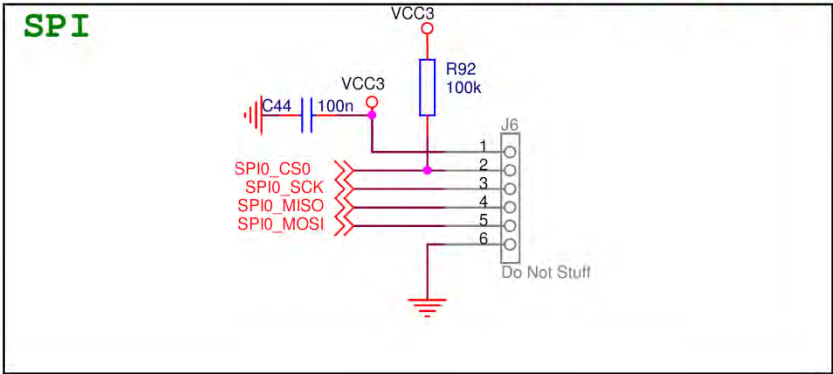 SPI
VCC3
R92
100k
VCC3
C44 100n
J6
1
SPI0_CS0 2
SPI0_SCK 3
SPI0_MISO 4
SPI0_MOSI 5
6
Do Not Stuff